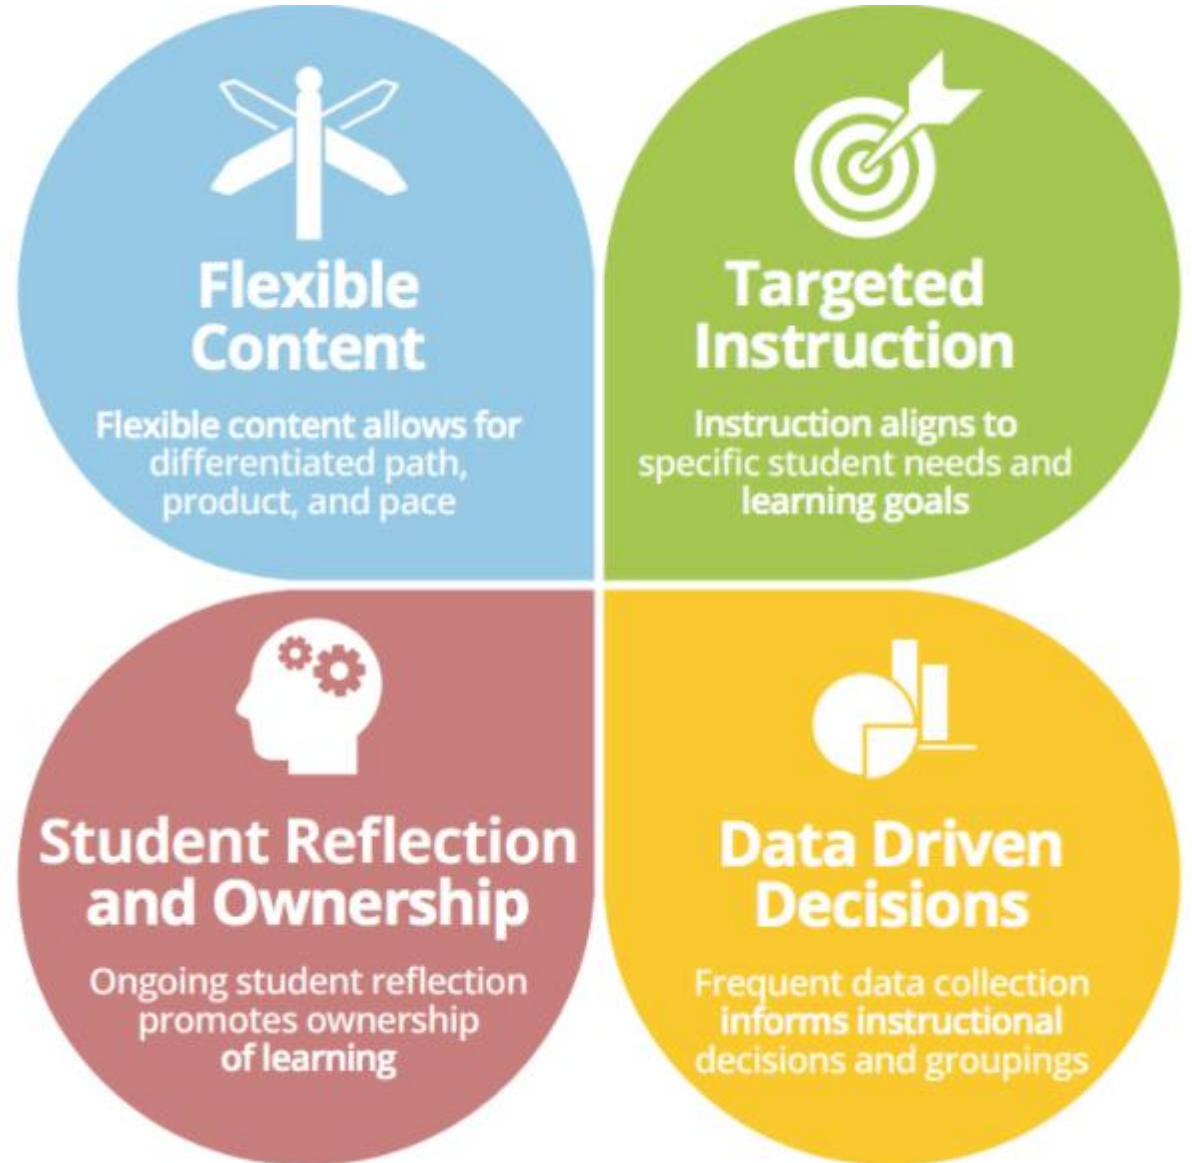 Flexible
Content
Flexible content allows for
differentiated path,
product, and pace
Targeted
Instruction
Instruction aligns to
specific student needs and
learning goals
Student Reflection
and Ownership
Ongoing student reflection
promotes ownership
of learning
Data Driven
Decisions
Frequent data collection
informs instructional
decisions and groupings